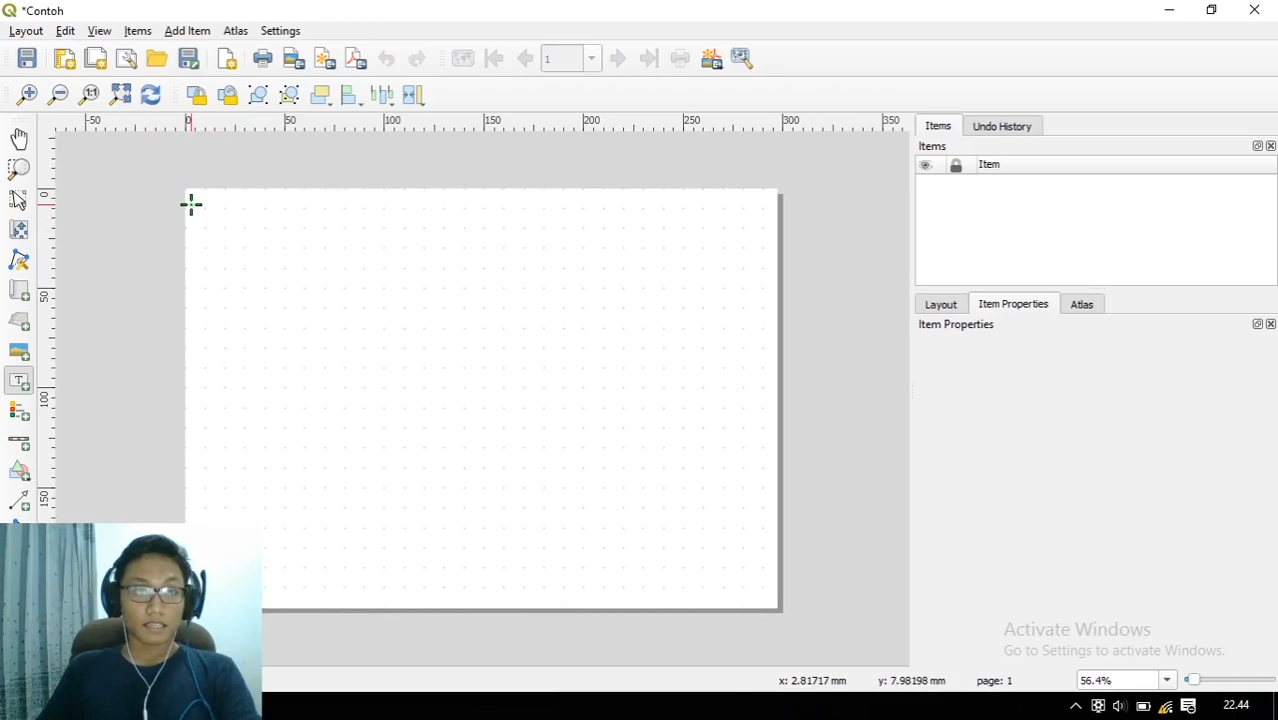 *Contoh
Layout Edit View Items Add Item Atlas Settings
1
1:1
-50 0 50 100 150 200 250 300 350
0
50
100
150
Items Undo History
Items
Item
Layout Item Properties Atlas
Item Properties
Activate Windows
Go to Settings to activate Windows.
x: 2.81717 mm y: 7.98198 mm page: 1 56.4%
22.44